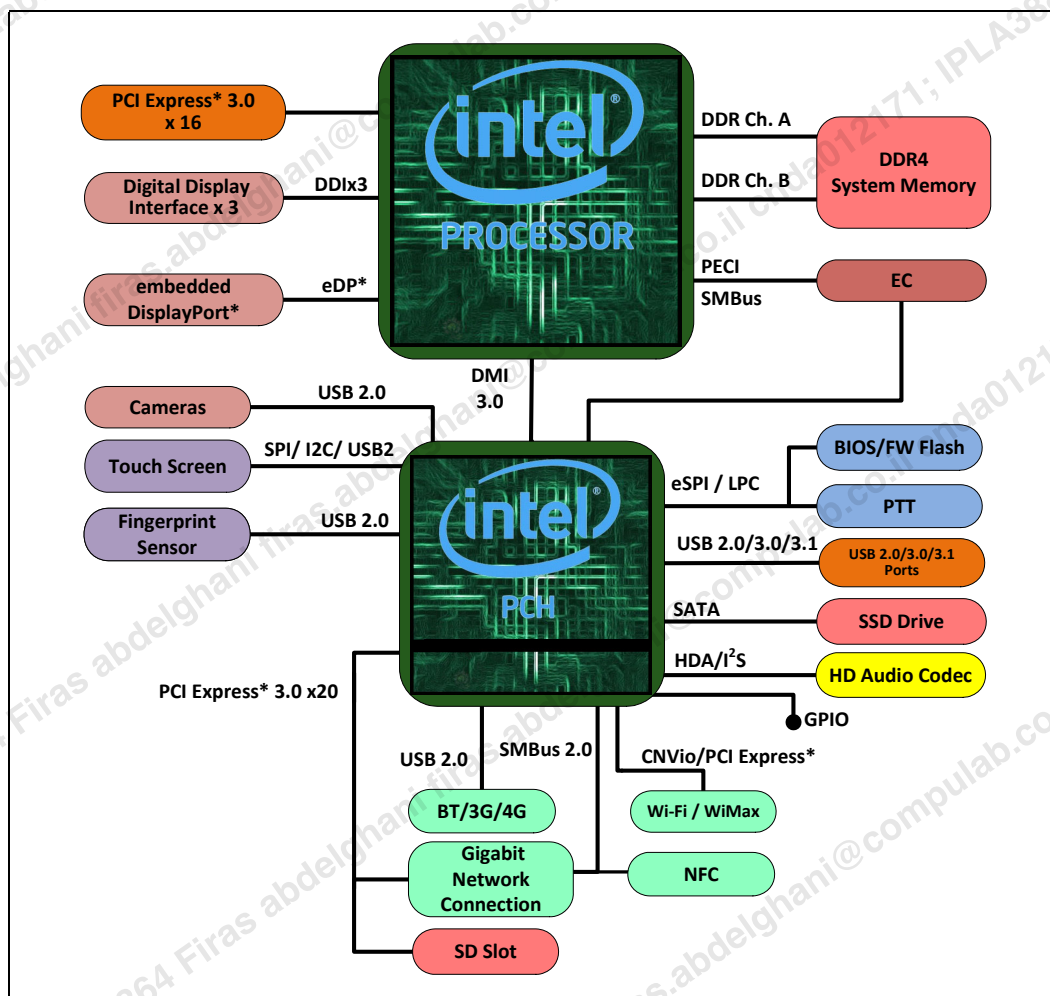 PCI Express* 3.0
x 16
Digital Display
Interface x 3
DDIx3
embedded
DisplayPort*
eDP*
intel®
PROCESSOR
DDR Ch. A
DDR Ch. B
DDR4
System Memory
PECI
SMBus
EC
DMI
3.0
Cameras
USB 2.0
Touch Screen
SPI/ I2C/ USB2
Fingerprint
Sensor
USB 2.0
intel®
PCH
eSPI / LPC
BIOS/FW Flash
PTT
USB 2.0/3.0/3.1
USB 2.0/3.0/3.1
Ports
SATA
SSD Drive
HDA/I²S
HD Audio Codec
GPIO
PCI Express* 3.0 x20
USB 2.0
SMBus 2.0
CNVio/PCI Express*
BT/3G/4G
Wi-Fi / WiMax
Gigabit
Network
Connection
NFC
SD Slot